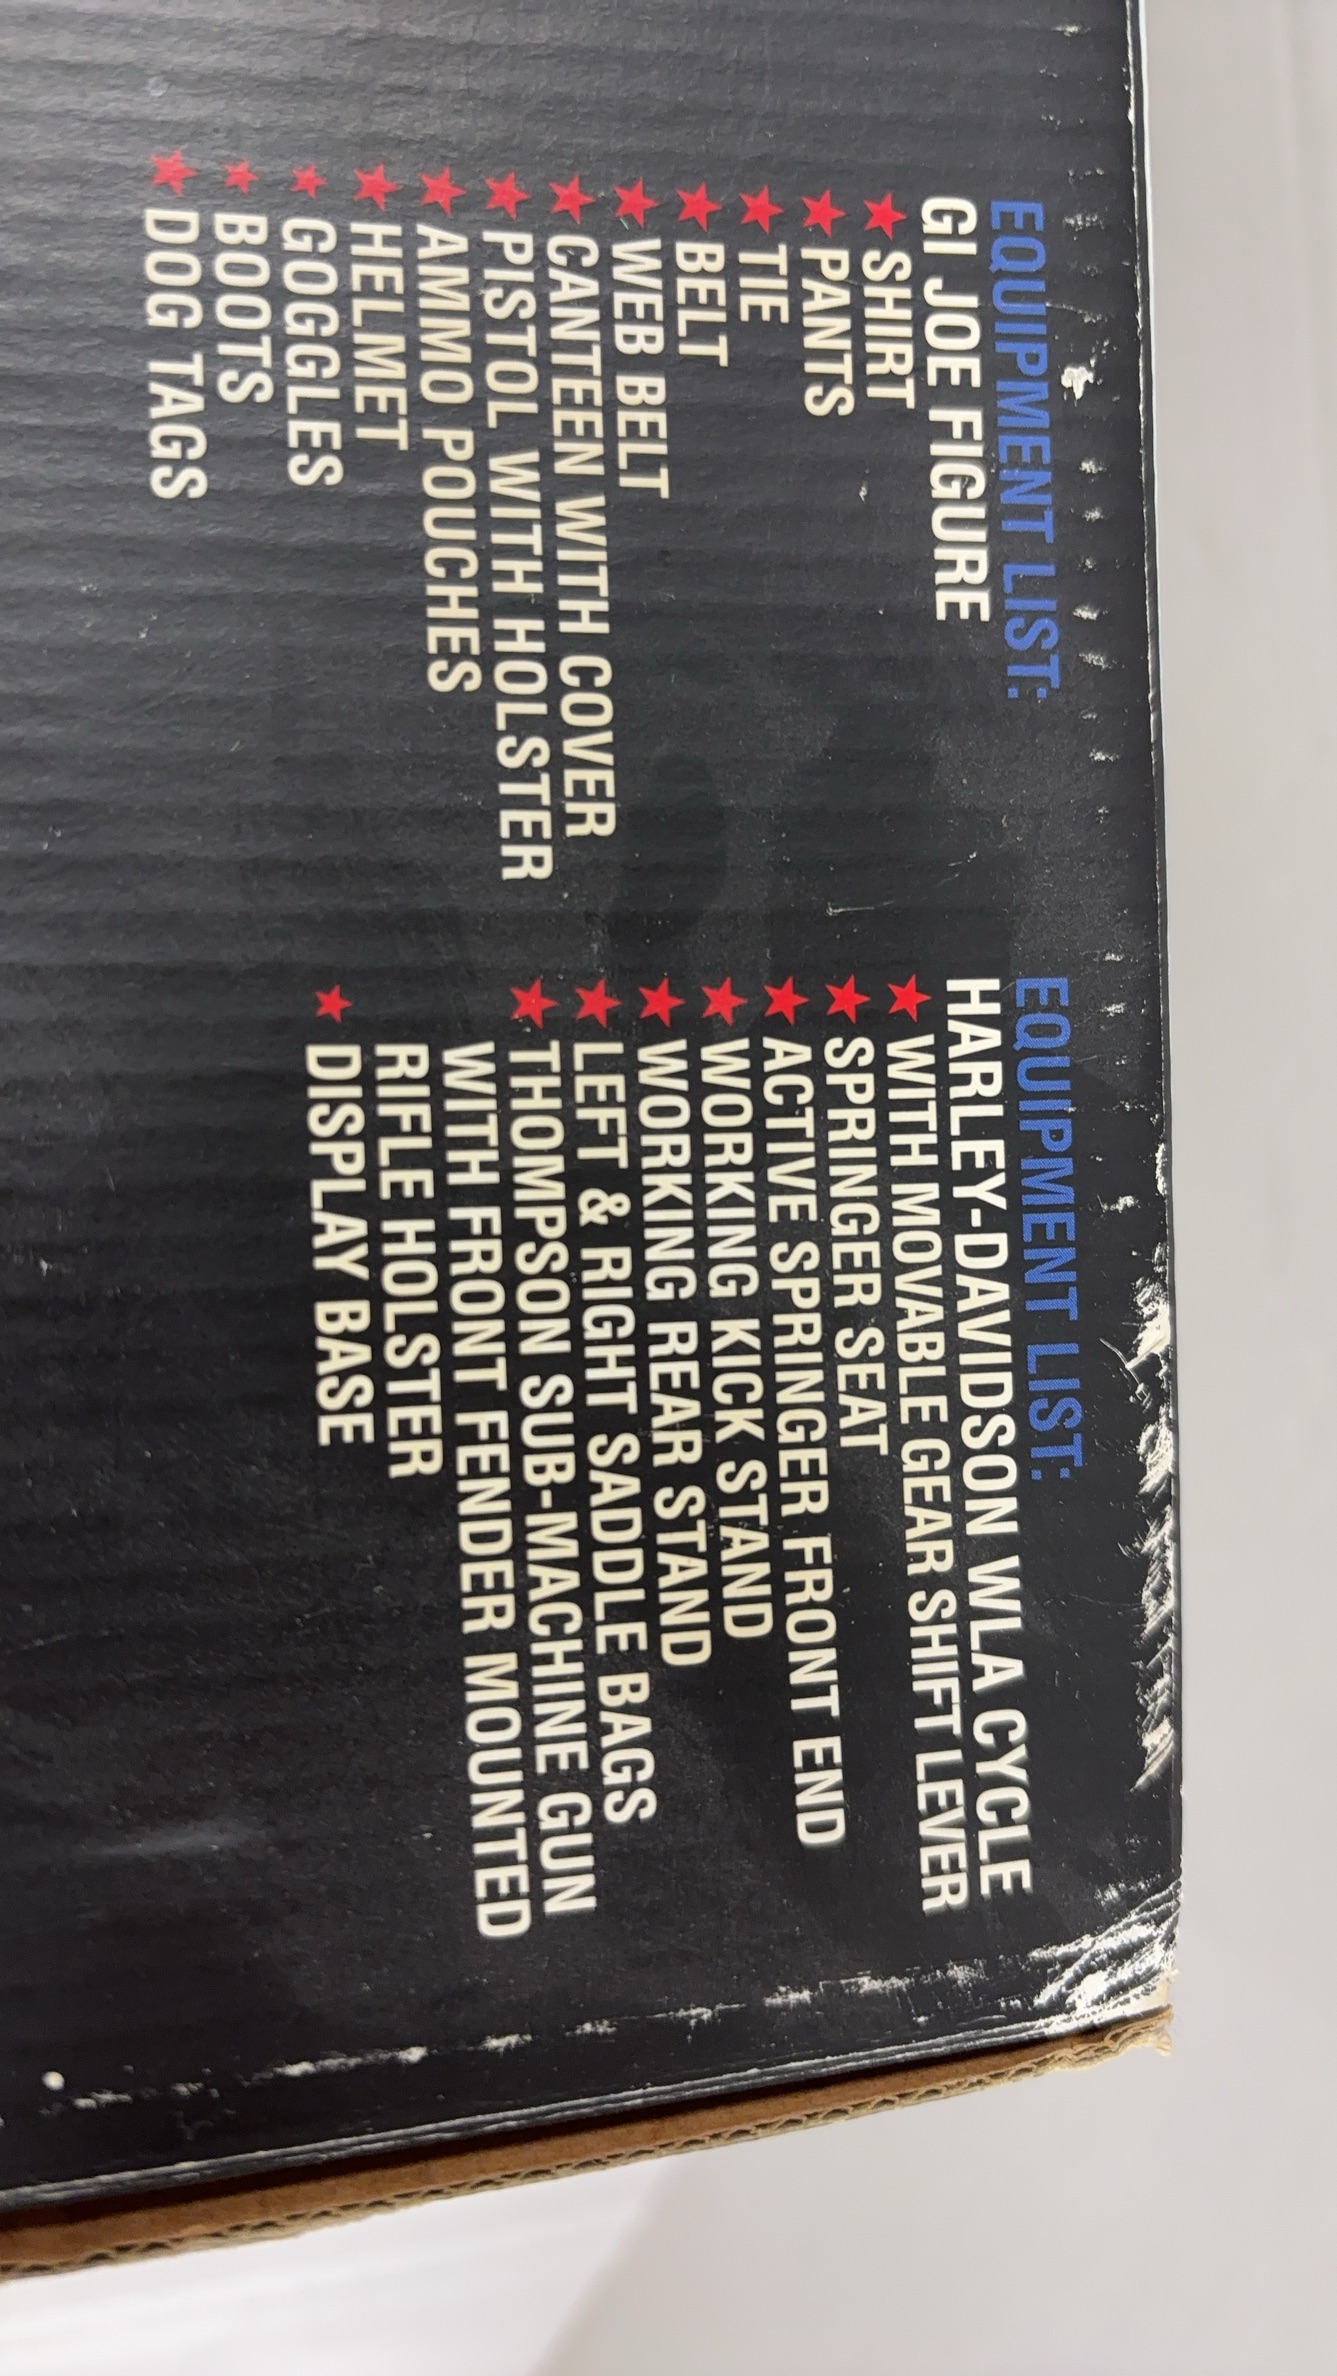 EQUIPMENT LIST:
GI JOE FIGURE
★ SHIRT
★ PANTS
★ TIE
★ BELT
★ WEB BELT
★ CANTEEN WITH COVER
★ PISTOL WITH HOLSTER
★ AMMO POUCHES
★ HELMET
★ GOGGLES
★ BOOTS
★ DOG TAGS
EQUIPMENT LIST:
HARLEY-DAVIDSON WLA CYCLE
★ WITH MOVABLE GEAR SHIFT LEVER
★ SPRINGER SEAT
★ ACTIVE SPRINGER FRONT END
★ WORKING KICK STAND
★ WORKING REAR STAND
★ LEFT & RIGHT SADDLE BAGS
★ THOMPSON SUB-MACHINE GUN
WITH FRONT FENDER MOUNTED
RIFLE HOLSTER
★ DISPLAY BASE